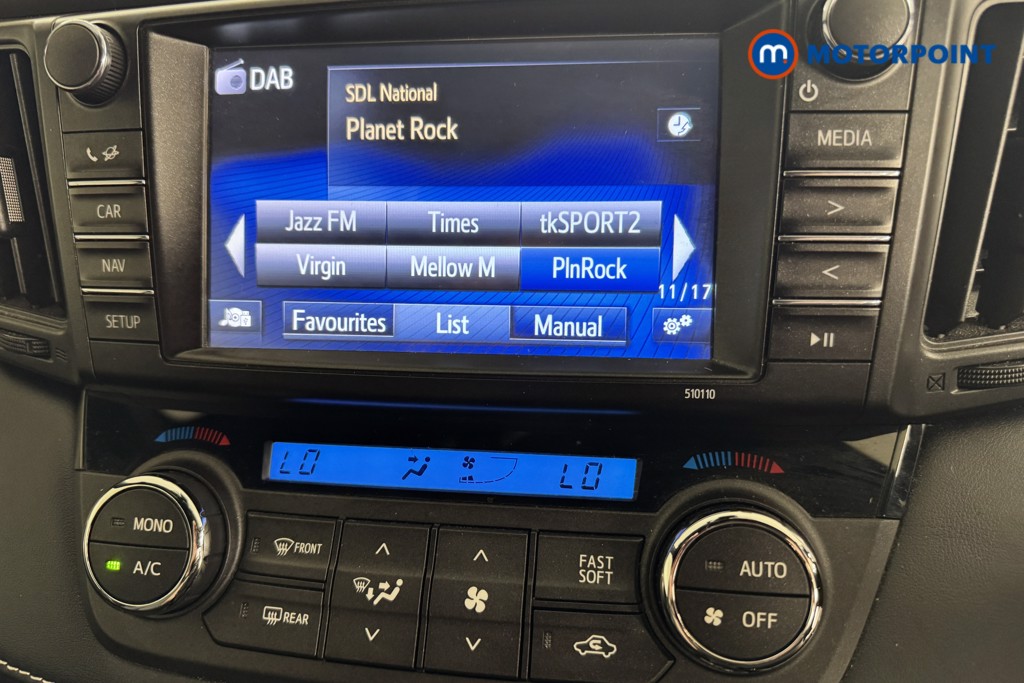 m MOTORPOINT
DAB
SDL National
Planet Rock
Jazz FM Times tkSPORT2
Virgin Mellow M PlnRock
11/17
Favourites List Manual
CAR
NAV
SETUP
MEDIA
>
<
510110
LO LO
MONO
A/C
FRONT
REAR
FAST
SOFT
AUTO
OFF